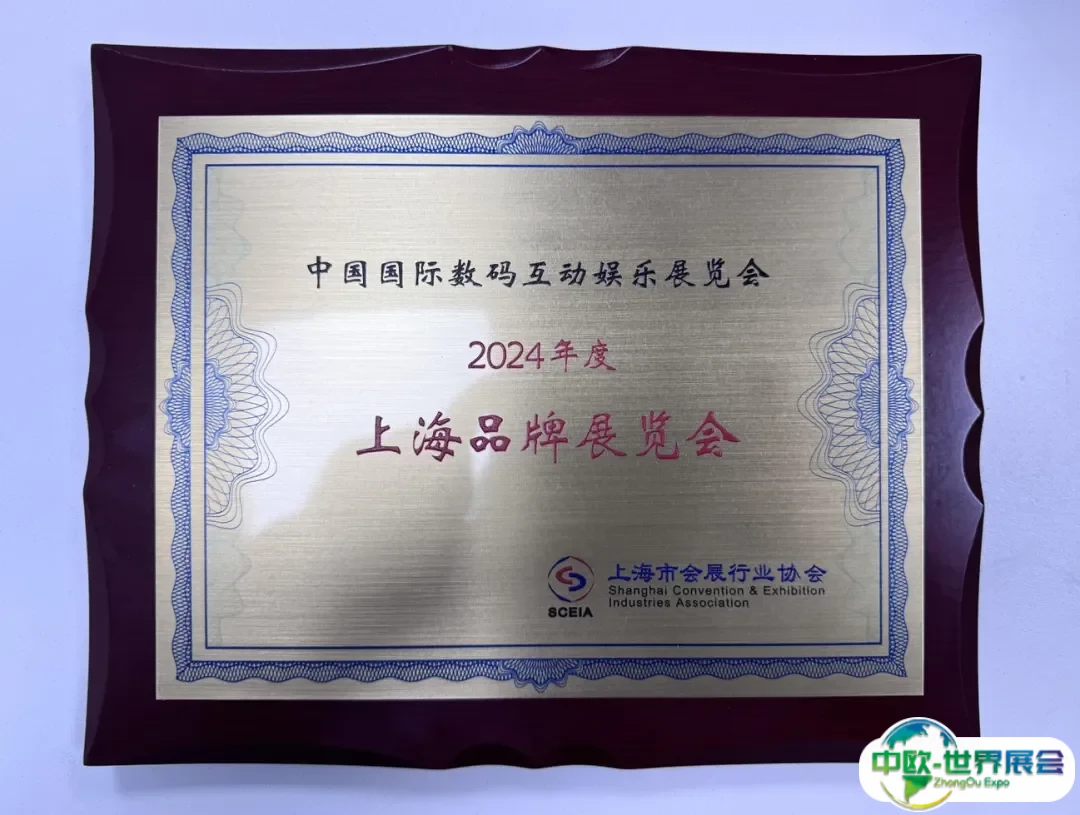 中国国际数码互动娱乐展览会
2024年度
上海品牌展览会
SCEIA
上海市会展行业协会
Shanghai Convention & Exhibition
Industries Association
中欧-世界展会
ZhongOu Expo